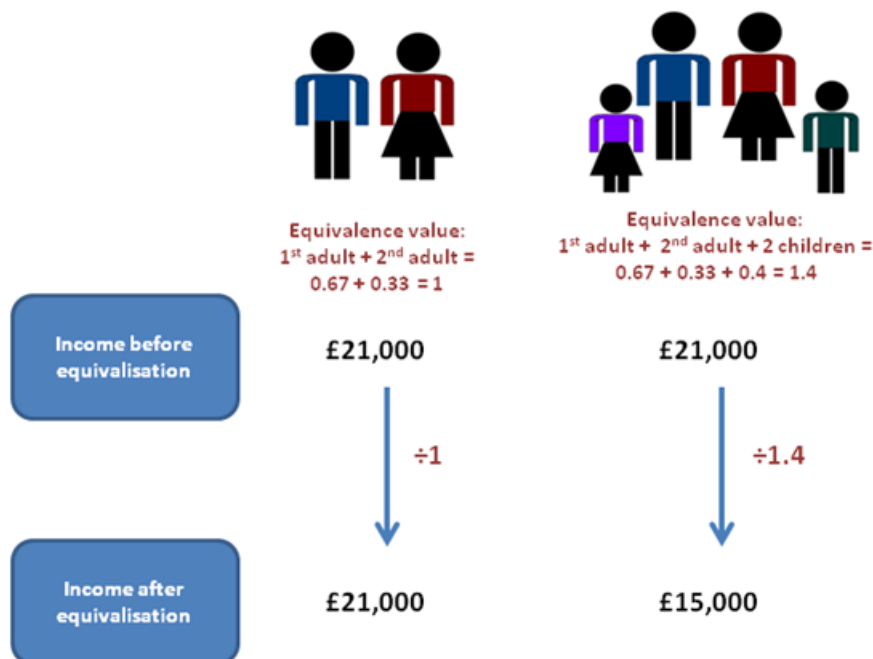 Equivalence value:
1st adult + 2nd adult =
0.67 + 0.33 = 1
Equivalence value:
1st adult + 2nd adult + 2 children =
0.67 + 0.33 + 0.4 = 1.4
Income before
equivalisation
£21,000
£21,000
÷1
÷1.4
Income after
equivalisation
£21,000
£15,000